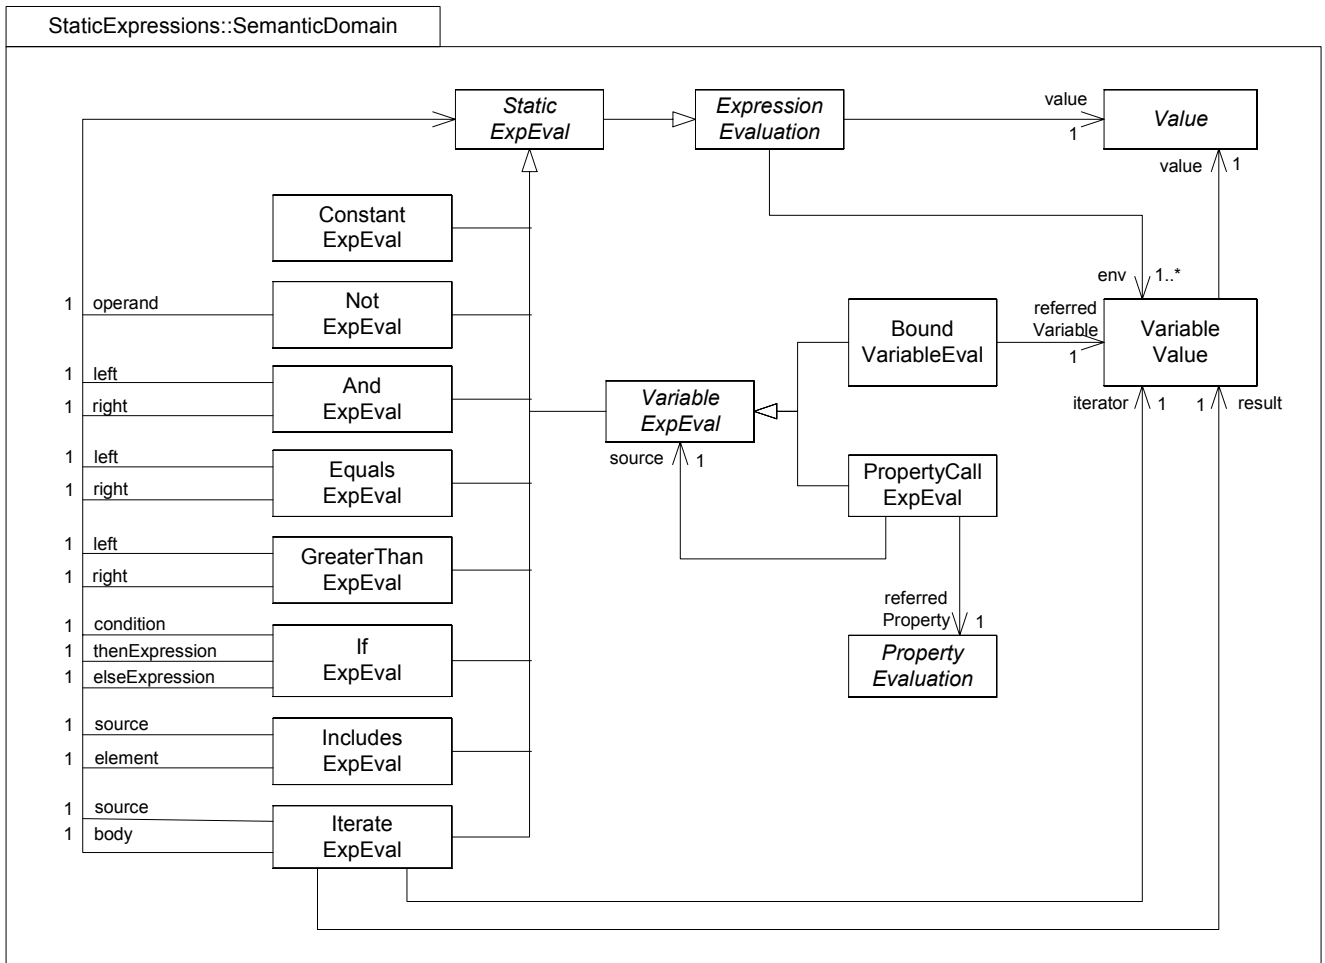 StaticExpressions::SemanticDomain
Static
ExpEval
Expression
Evaluation
value
1
Value
value
1
Constant
ExpEval
1
operand
Not
ExpEval
env
1..*
Bound
VariableEval
referred
Variable
1
Variable
Value
1
left
1
right
And
ExpEval
Variable
ExpEval
source
1
iterator
1
1
result
1
left
1
right
Equals
ExpEval
PropertyCall
ExpEval
1
left
1
right
GreaterThan
ExpEval
referred
Property
1
Property
Evaluation
1
condition
1
thenExpression
1
elseExpression
If
ExpEval
1
source
1
element
Includes
ExpEval
1
source
1
body
Iterate
ExpEval